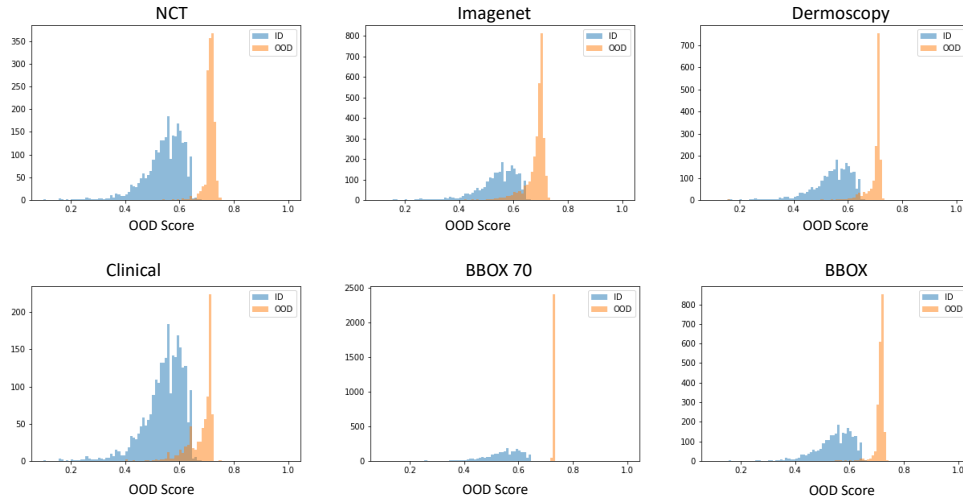 NCT
Imagenet
Dermoscopy
350
300
250
200
150
100
50
0
0.2 0.4 0.6 0.8 1.0
ID
OOD
OOD Score
800
700
600
500
400
300
200
100
0
0.2 0.4 0.6 0.8 1.0
ID
OOD
OOD Score
700
600
500
400
300
200
100
0
0.2 0.4 0.6 0.8 1.0
ID
OOD
OOD Score
Clinical
BBOX 70
BBOX
200
150
100
50
0
0.2 0.4 0.6 0.8 1.0
ID
OOD
OOD Score
2500
2000
1500
1000
500
0
0.2 0.4 0.6 0.8 1.0
ID
OOD
OOD Score
800
700
600
500
400
300
200
100
0
0.2 0.4 0.6 0.8 1.0
ID
OOD
OOD Score